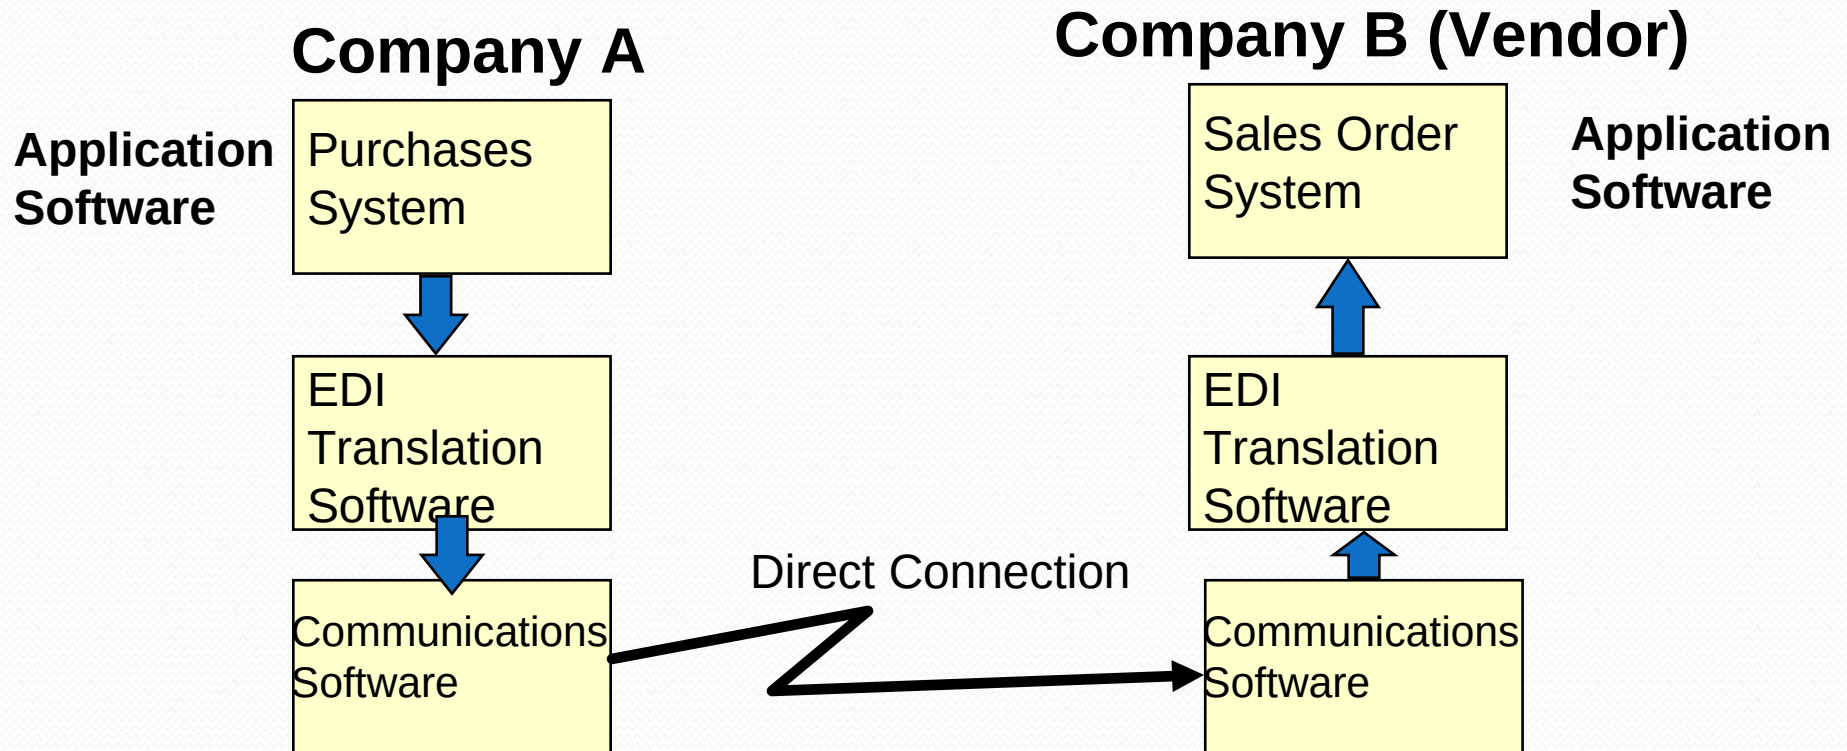 Company A
Company B (Vendor)
Application
Software
Purchases
System
Sales Order
System
Application
Software
EDI
Translation
Software
EDI
Translation
Software
Direct Connection
Communications
Software
Communications
Software